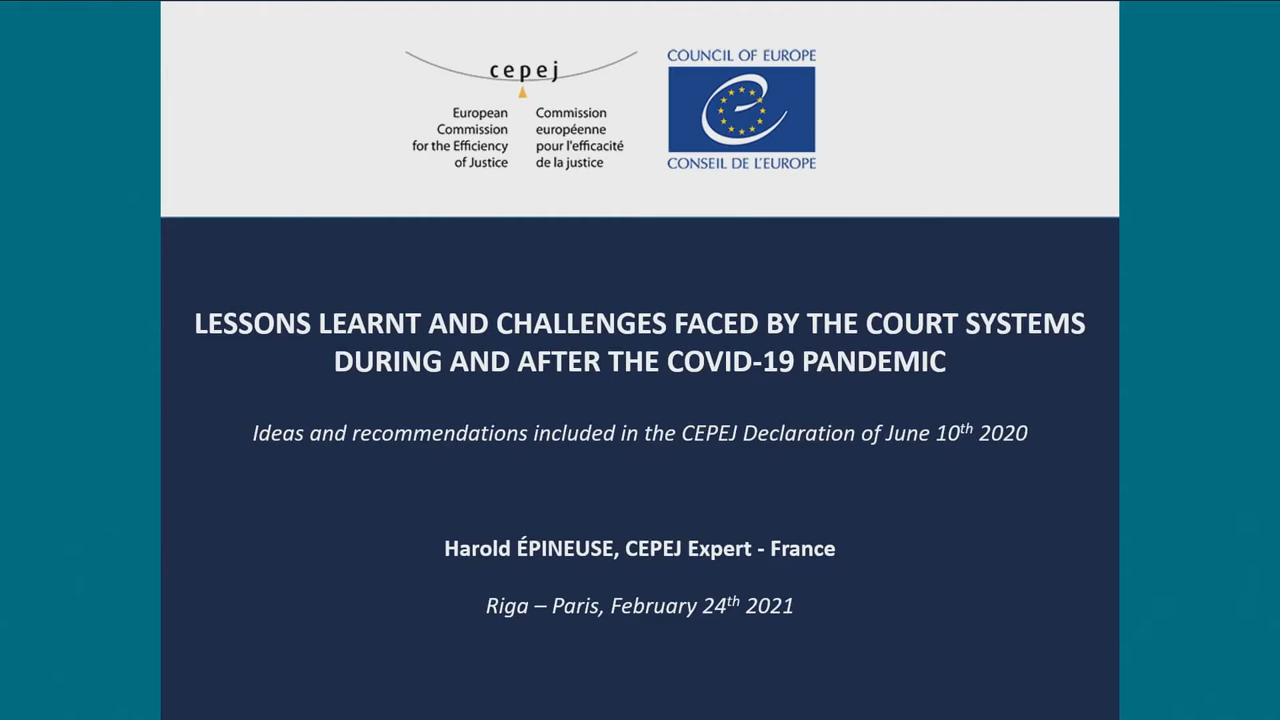 cepej
European
Commission
for the Efficiency
of Justice
Commission
européenne
pour l'efficacité
de la justice
COUNCIL OF EUROPE
CONSEIL DE L'EUROPE
LESSONS LEARNT AND CHALLENGES FACED BY THE COURT SYSTEMS
DURING AND AFTER THE COVID-19 PANDEMIC
Ideas and recommendations included in the CEPEJ Declaration of June 10th 2020
Harold ÉPINEUSE, CEPEJ Expert - France
Riga – Paris, February 24th 2021